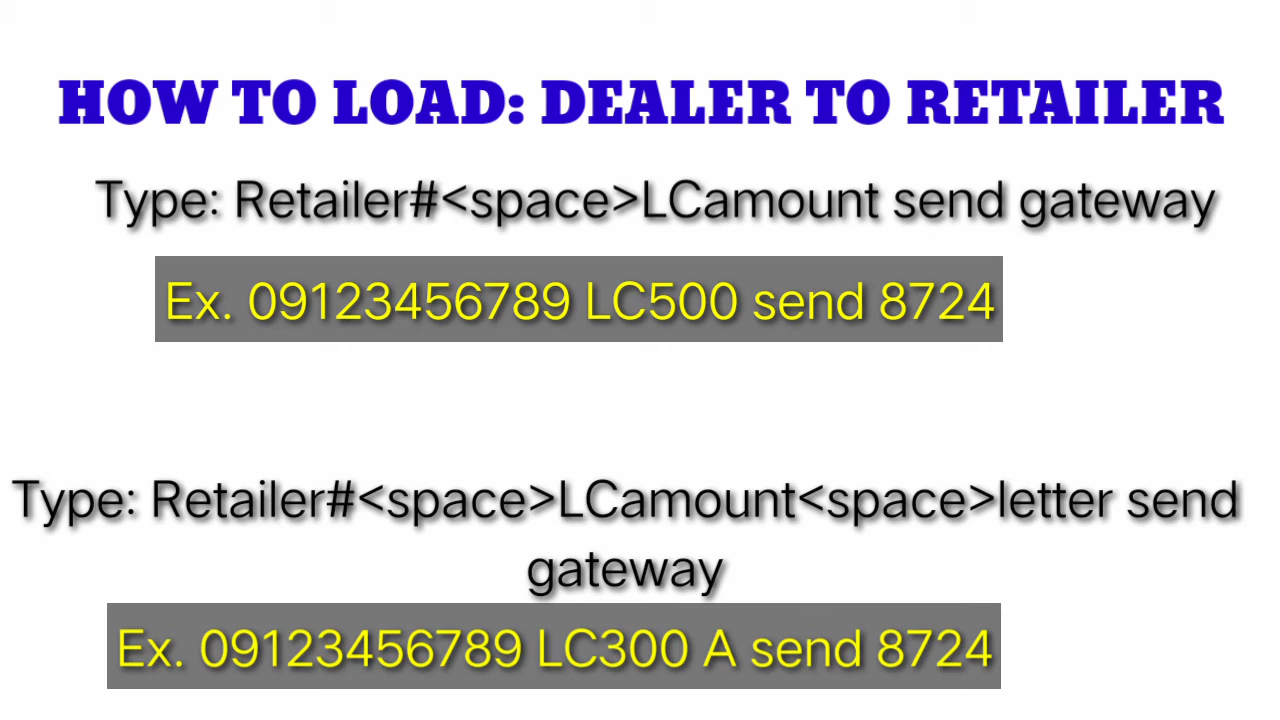 HOW TO LOAD: DEALER TO RETAILER
Type: Retailer#<space>LCamount send gateway
Ex. 09123456789 LC500 send 8724
Type: Retailer#<space>LCamount<space>letter send
gateway
Ex. 09123456789 LC300 A send 8724